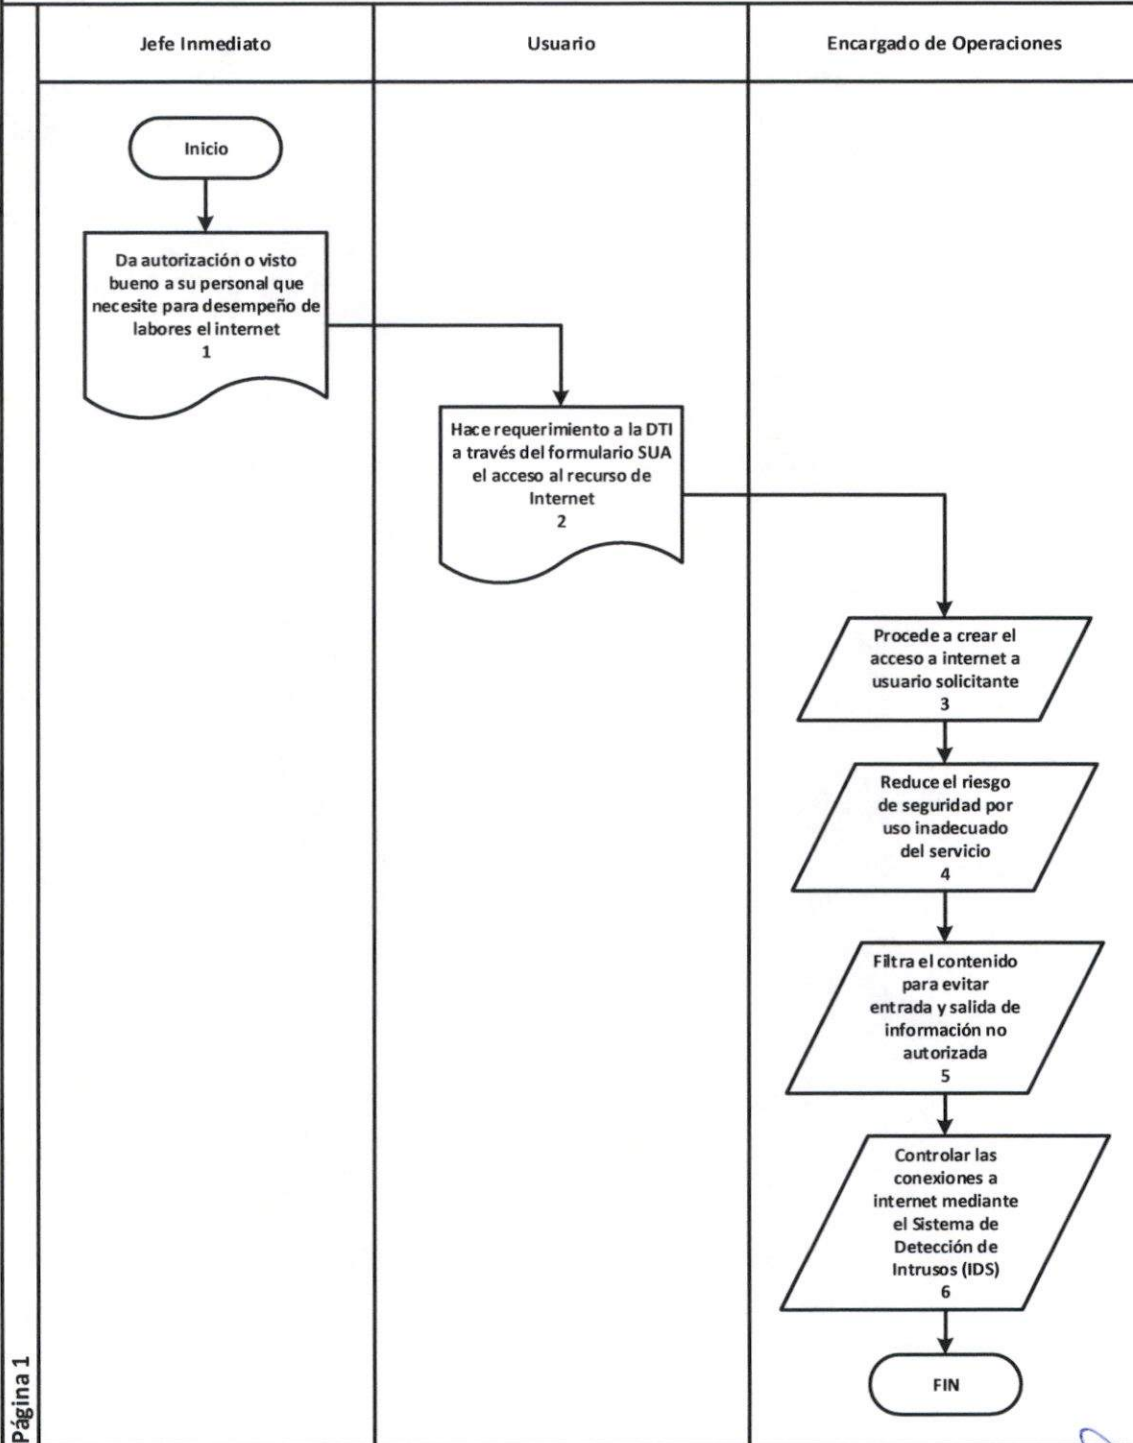 Jefe Inmediato
Usuario
Encargado de Operaciones
Inicio
Da autorización o visto
bueno a su personal que
necesite para desempeño de
labores el internet
1
Hace requerimiento a la DTI
a través del formulario SUA
el acceso al recurso de
Internet
2
Procede a crear el
acceso a internet a
usuario solicitante
3
Reduce el riesgo
de seguridad por
uso inadecuado
del servicio
4
Filtra el contenido
para evitar
entrada y salida de
información no
autorizada
5
Controlar las
conexiones a
internet mediante
el Sistema de
Detección de
Intrusos (IDS)
6
FIN
Página 1